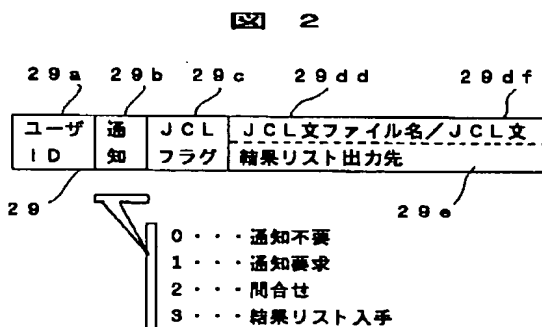 図 2
29a 29b 29c 29dd 29df
ユーザ 通 JCL JCL文ファイル名/JCL文
ID 知 フラグ 結果リスト出力先
29 29e
0・・・通知不要
1・・・通知要求
2・・・問合せ
3・・・結果リスト入手